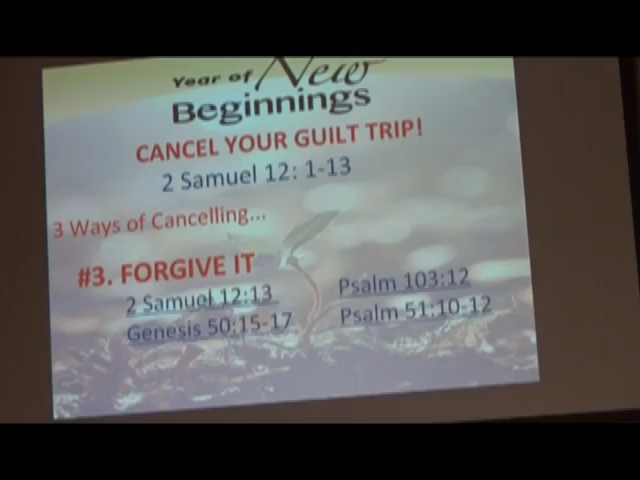 Year of New
Beginnings
CANCEL YOUR GUILT TRIP!
2 Samuel 12: 1-13
3 Ways of Cancelling...
#3. FORGIVE IT
2 Samuel 12:13
Genesis 50:15-17
Psalm 103:12
Psalm 51:10-12